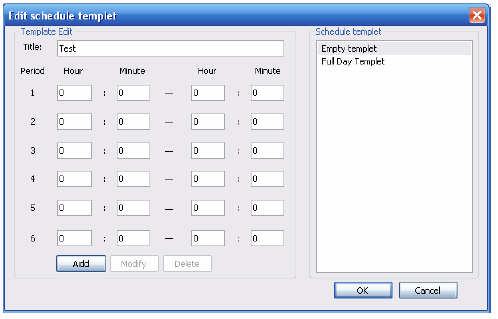 Edit schedule templet
Template Edit
Title: Test
Period Hour Minute Hour Minute
1 0 : 0 — 0 : 0
2 0 : 0 — 0 : 0
3 0 : 0 — 0 : 0
4 0 : 0 — 0 : 0
5 0 : 0 — 0 : 0
6 0 : 0 — 0 : 0
Add Modify Delete
Schedule templet
Empty templet
Full Day Templet
OK Cancel